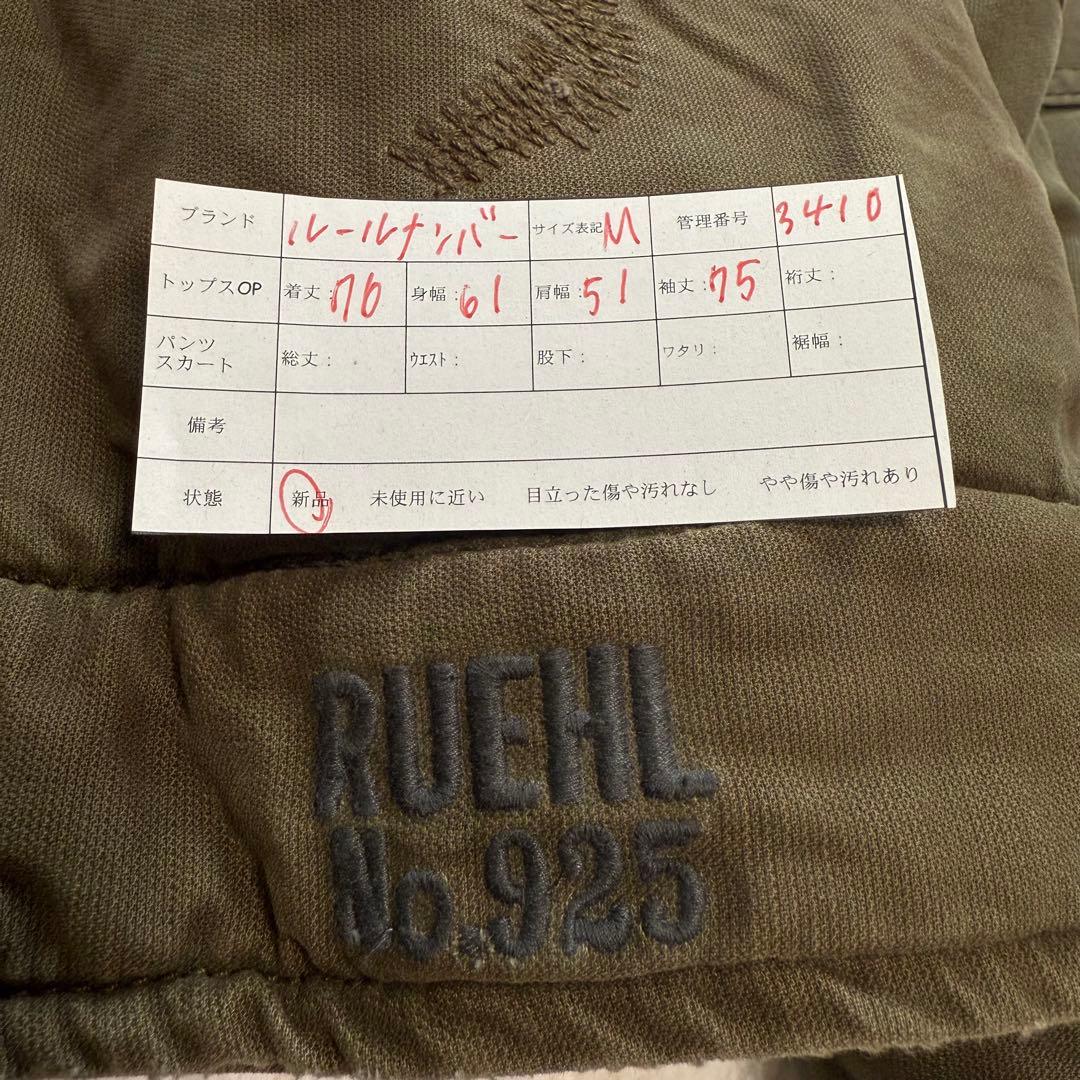 ブランド ルールナンバー サイズ表記: M 管理番号 3410
トップスOP 着丈: 76 身幅: 61 肩幅: 51 袖丈: 75 裄丈:
パンツ
スカート 総丈: ウエスト: 股下: ワタリ: 裾幅:
備考
状態 新品 未使用に近い 目立った傷や汚れなし やや傷や汚れあり
RUEHL
No.925